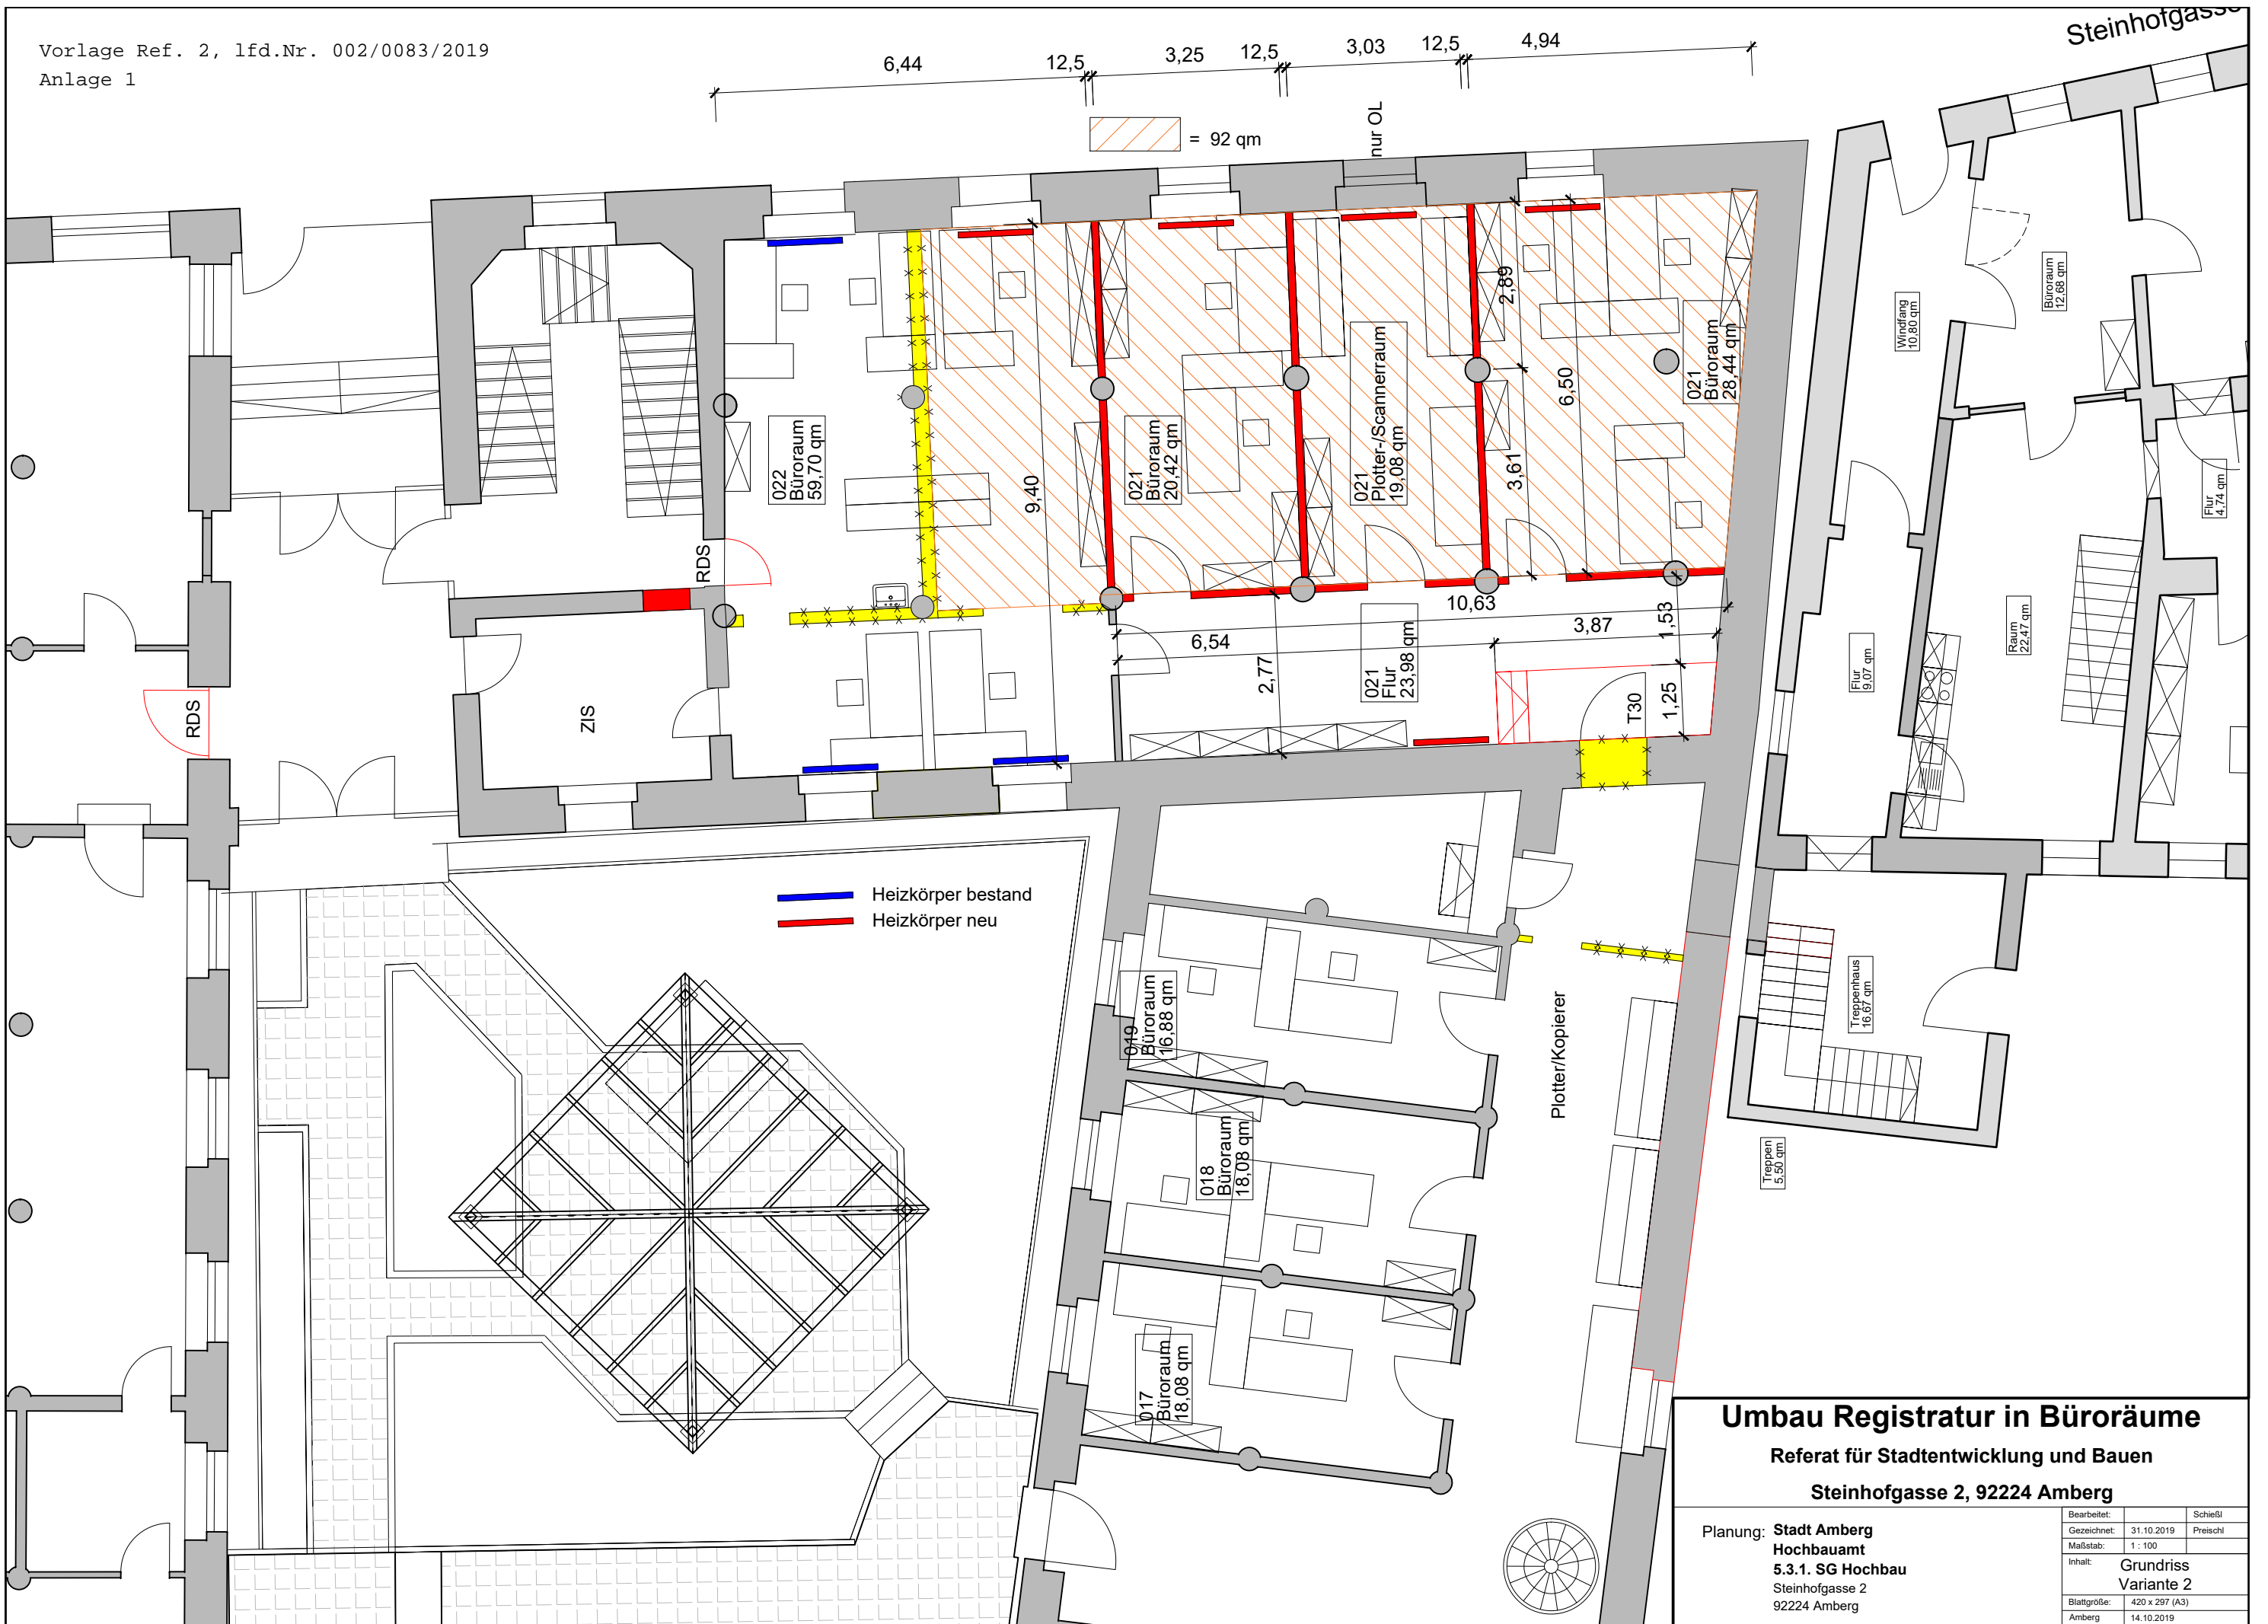 Steinhofgasse
Vorlage Ref. 2, lfd.Nr. 002/0083/2019
Anlage 1
6,44
12,5
3,25
12,5
3,03
12,5
4,94
= 92 qm
nur OL
022
Büroraum
59,70 qm
9,40
021
Büroraum
20,42 qm
021
Plotter-/Scannerraum
19,08 qm
2,89
3,61
6,50
021
Büroraum
28,44 qm
Windfang
10,80 qm
Büroraum
12,68 qm
Flur
4,74 qm
Flur
9,07 qm
Raum
22,47 qm
RDS
RDS
ZIS
10,63
6,54
3,87
1,53
2,77
021
Flur
23,98 qm
T30
1,25
Heizkörper bestand
Heizkörper neu
019
Büroraum
16,88 qm
018
Büroraum
18,08 qm
017
Büroraum
18,08 qm
Plotter/Kopierer
Treppenhaus
16,67 qm
Treppen
5,50 qm
Umbau Registratur in Büroräume
Referat für Stadtentwicklung und Bauen
Steinhofgasse 2, 92224 Amberg
Planung: Stadt Amberg
Hochbauamt
5.3.1. SG Hochbau
Steinhofgasse 2
92224 Amberg
Bearbeitet: Schießl
Gezeichnet: 31.10.2019 Preischl
Maßstab: 1 : 100
Inhalt: Grundriss
Variante 2
Blattgröße: 420 x 297 (A3)
Amberg 14.10.2019